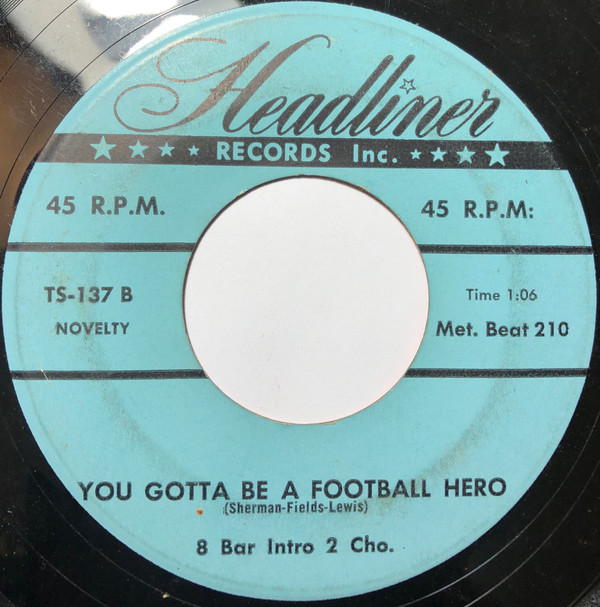 Headliner
RECORDS Inc.
45 R.P.M.
45 R.P.M:
TS-137 B
Time 1:06
NOVELTY
Met. Beat 210
YOU GOTTA BE A FOOTBALL HERO
(Sherman-Fields-Lewis)
8 Bar Intro 2 Cho.